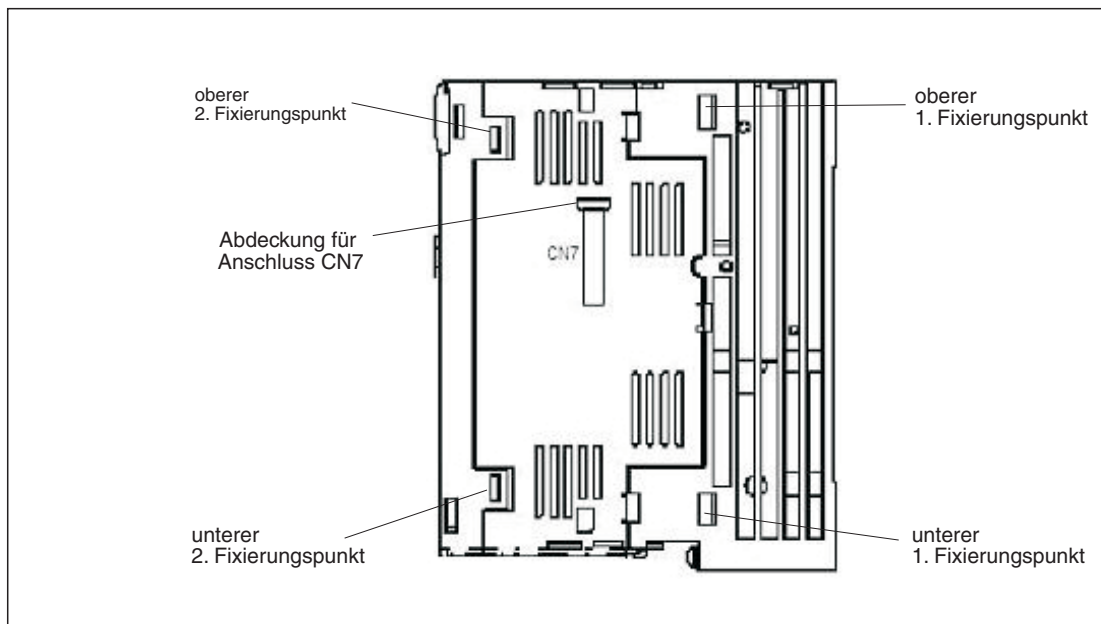 oberer
2. Fixierungspunkt
oberer
1. Fixierungspunkt
Abdeckung für
Anschluss CN7
CN7
unterer
2. Fixierungspunkt
unterer
1. Fixierungspunkt